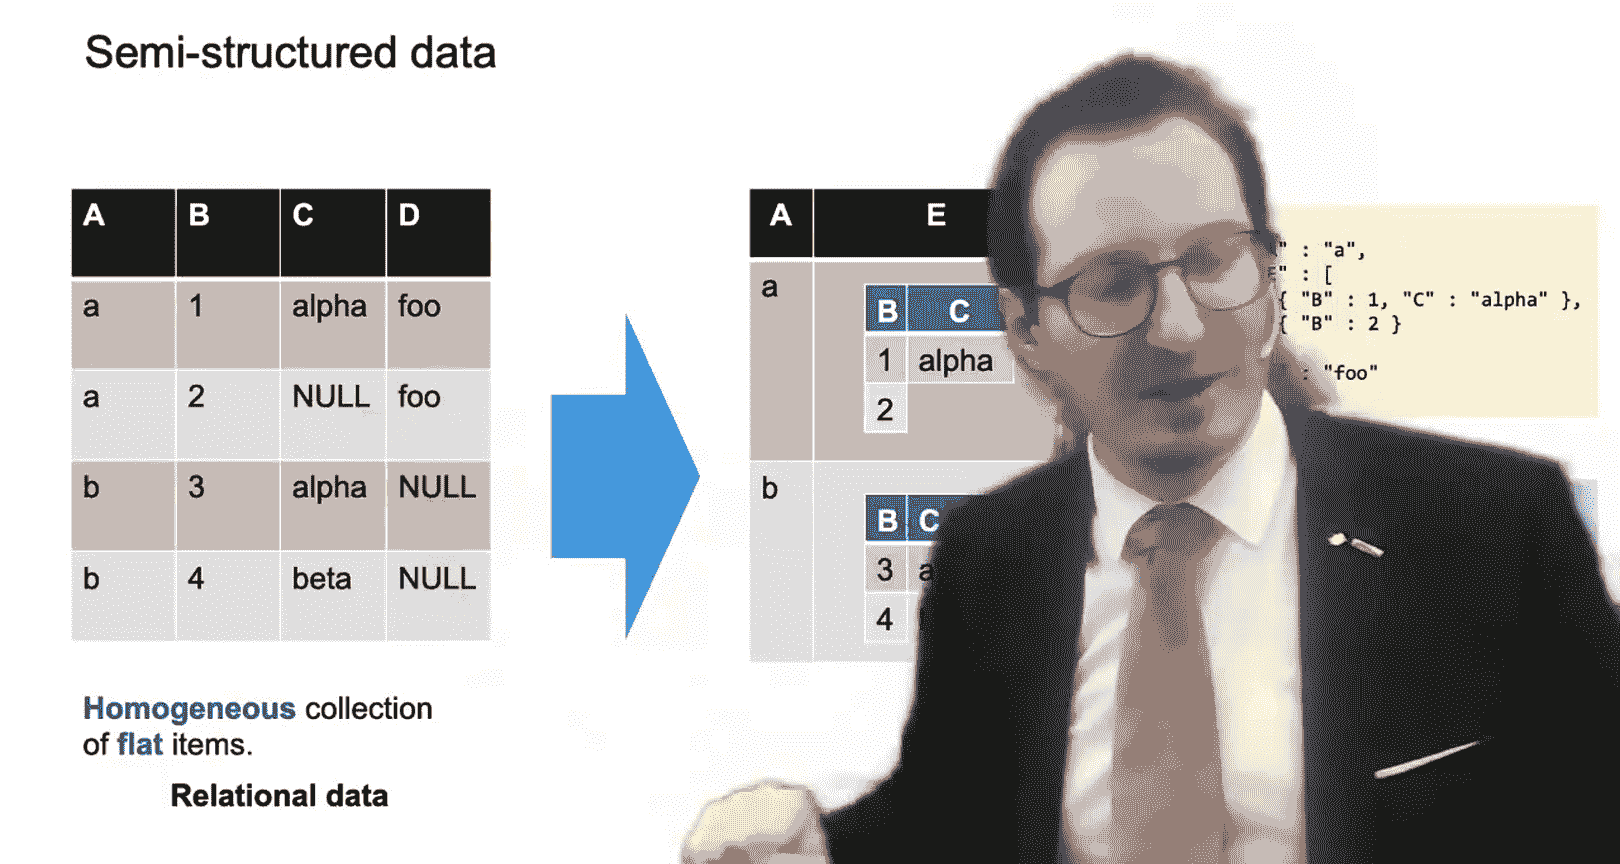 Semi-structured data
A B C D
a 1 alpha foo
a 2 NULL foo
b 3 alpha NULL
b 4 beta NULL
Homogeneous collection
of flat items.
Relational data
A E
a
B C
1 alpha
2
b
B C
3 a
4
" : "a",
" : [
{ "B" : 1, "C" : "alpha" },
{ "B" : 2 }
: "foo"